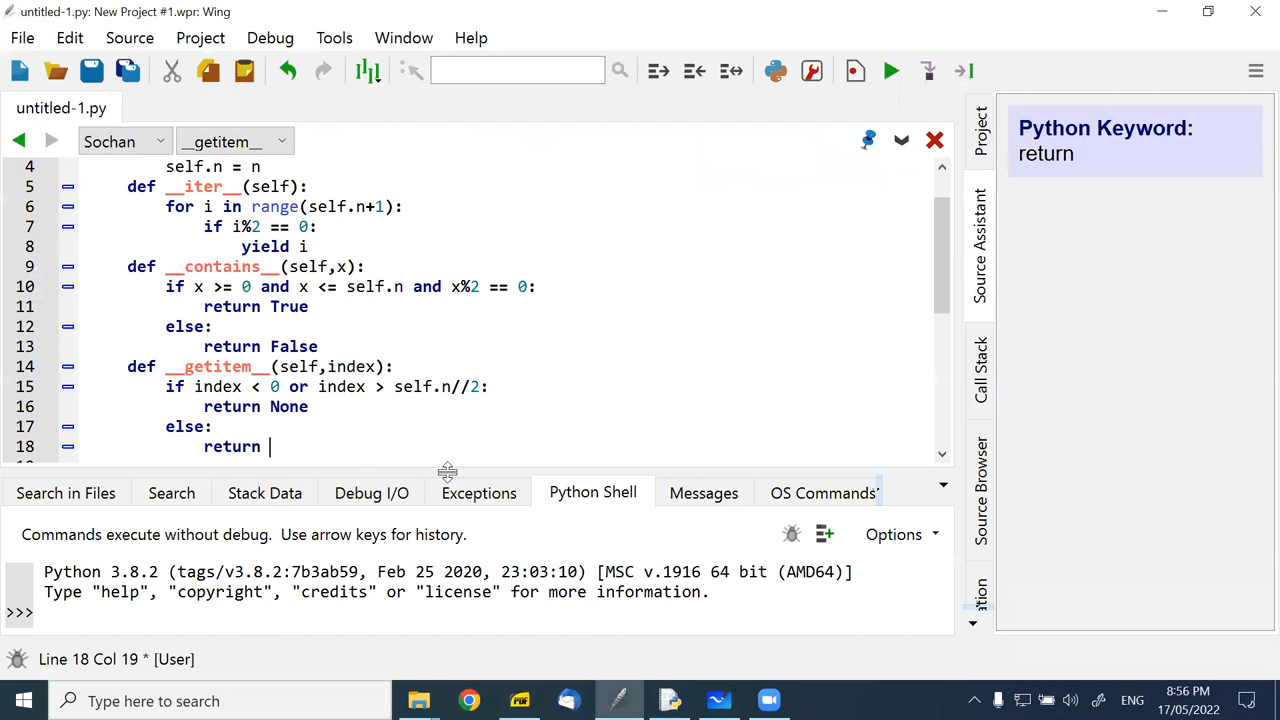 untitled-1.py: New Project #1.wpr: Wing
File Edit Source Project Debug Tools Window Help
untitled-1.py
Sochan __getitem__
4 self.n = n
5 def __iter__(self):
6 for i in range(self.n+1):
7 if i%2 == 0:
8 yield i
9 def __contains__(self,x):
10 if x >= 0 and x <= self.n and x%2 == 0:
11 return True
12 else:
13 return False
14 def __getitem__(self,index):
15 if index < 0 or index > self.n//2:
16 return None
17 else:
18 return
Python Keyword:
return
Project
Source Assistant
Call Stack
Source Browser
Search in Files Search Stack Data Debug I/O Exceptions Python Shell Messages OS Commands
Commands execute without debug. Use arrow keys for history.
Options
Python 3.8.2 (tags/v3.8.2:7b3ab59, Feb 25 2020, 23:03:10) [MSC v.1916 64 bit (AMD64)]
Type "help", "copyright", "credits" or "license" for more information.
>>>
Line 18 Col 19 * [User]
Type here to search
PDF
ENG
8:56 PM
17/05/2022